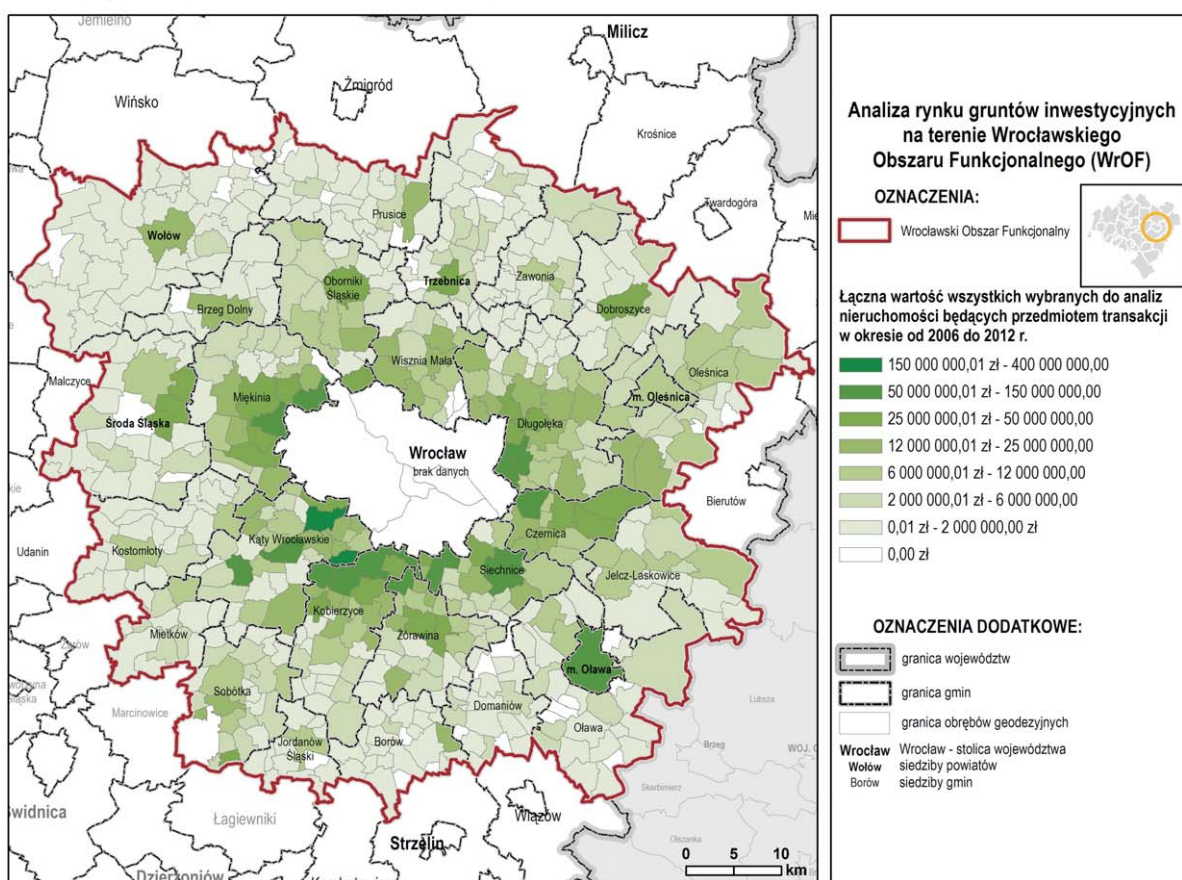 Jemielno
Milicz
Żmigród
Wińsko
Krośnice
Twardogóra
Prusice
Wołów
Oborniki
Śląskie
Trzebnica
Zawonia
Dobroszyce
Brzeg Dolny
Wisznia Mała
Oleśnica
Malczyce
Miękinia
m. Oleśnica
Środa Śląska
Długołęka
Wrocław
brak danych
Bierutów
Kąty Wrocławskie
Czernica
Udanin
Kostomłoty
Siechnice
Jelcz-Laskowice
Kobierzyce
Żórawina
Mietków
m. Oława
Sobótka
Marcinowice
Domaniów
Lubsza
Jordanów
Śląski
Borów
Oława
Brzeg
WOJ.
Skarbimierz
Łagiewniki
Wiązów
Strzelin
Olszanka
Dzierżoniów
0 5 10
km
Analiza rynku gruntów inwestycyjnych
na terenie Wrocławskiego
Obszaru Funkcjonalnego (WrOF)
OZNACZENIA:
Wrocławski Obszar Funkcjonalny
Łączna wartość wszystkich wybranych do analiz
nieruchomości będących przedmiotem transakcji
w okresie od 2006 do 2012 r.
150 000 000,01 zł - 400 000 000,00
50 000 000,01 zł - 150 000 000,00
25 000 000,01 zł - 50 000 000,00
12 000 000,01 zł - 25 000 000,00
6 000 000,01 zł - 12 000 000,00
2 000 000,01 zł - 6 000 000,00
0,01 zł - 2 000 000,00 zł
0,00 zł
OZNACZENIA DODATKOWE:
granica województw
granica gmin
granica obrębów geodezyjnych
Wrocław Wrocław - stolica województwa
Wołów siedziby powiatów
Borów siedziby gmin